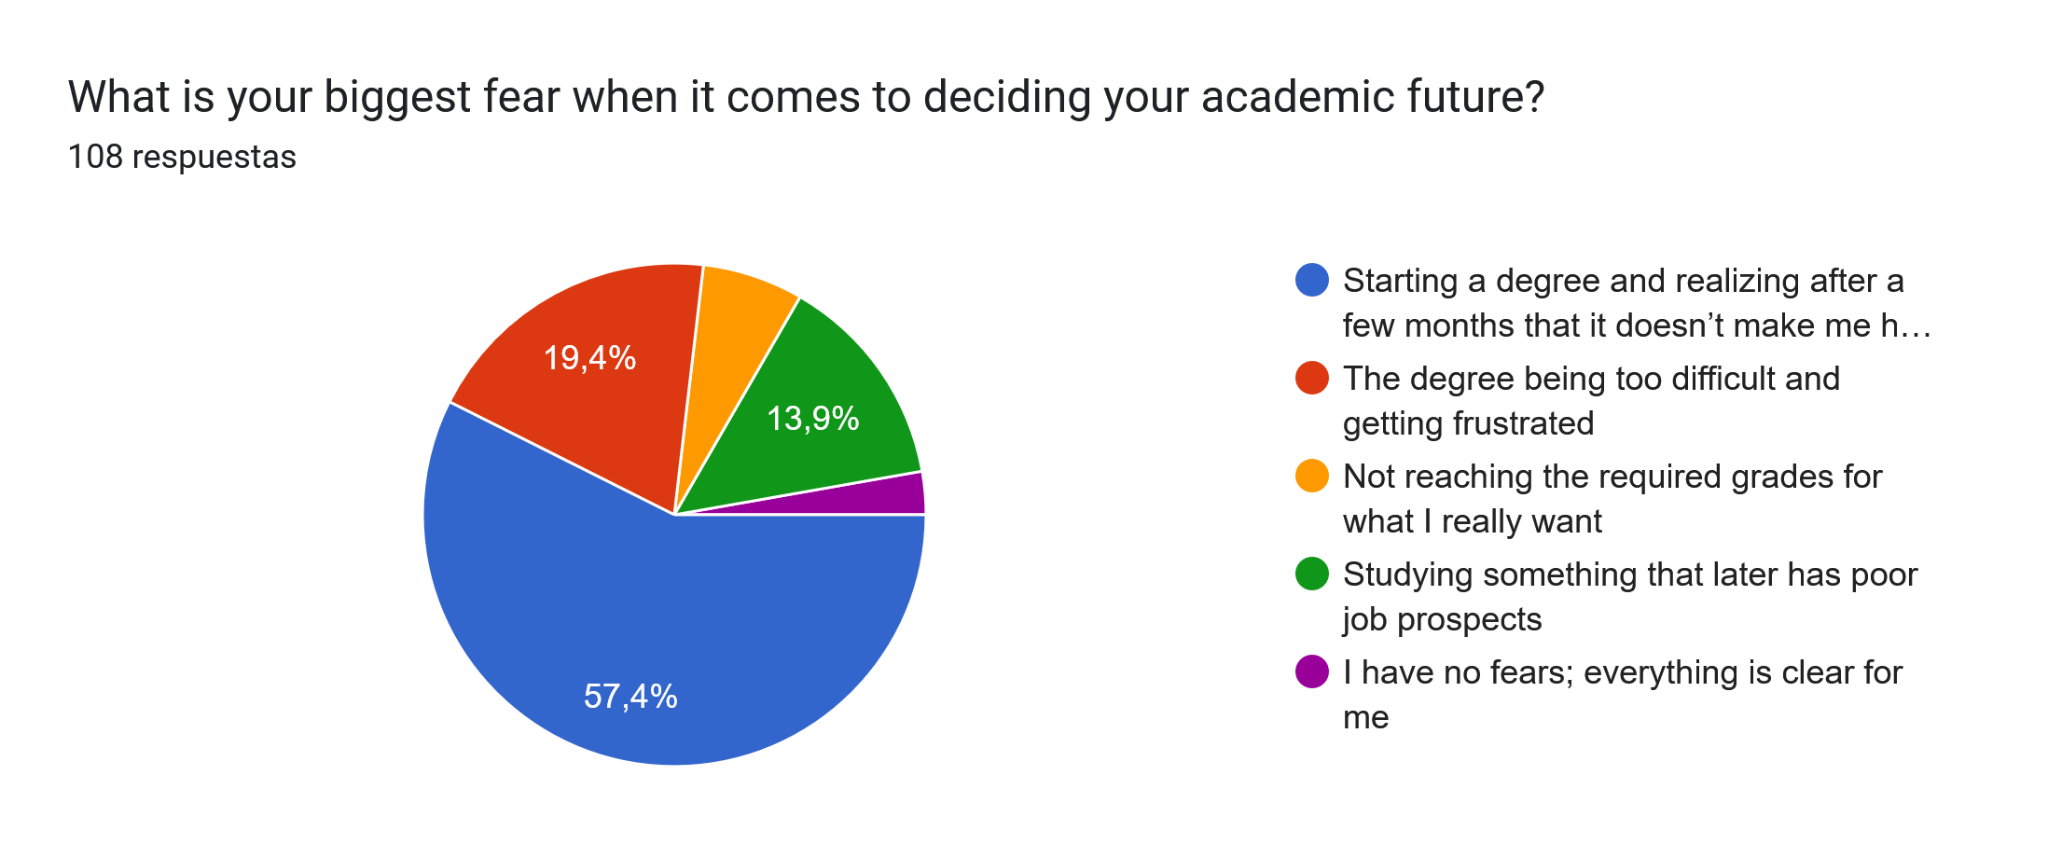 What is your biggest fear when it comes to deciding your academic future?
108 respuestas
19,4%
13,9%
57,4%
Starting a degree and realizing after a
few months that it doesn’t make me h…
The degree being too difficult and
getting frustrated
Not reaching the required grades for
what I really want
Studying something that later has poor
job prospects
I have no fears; everything is clear for
me